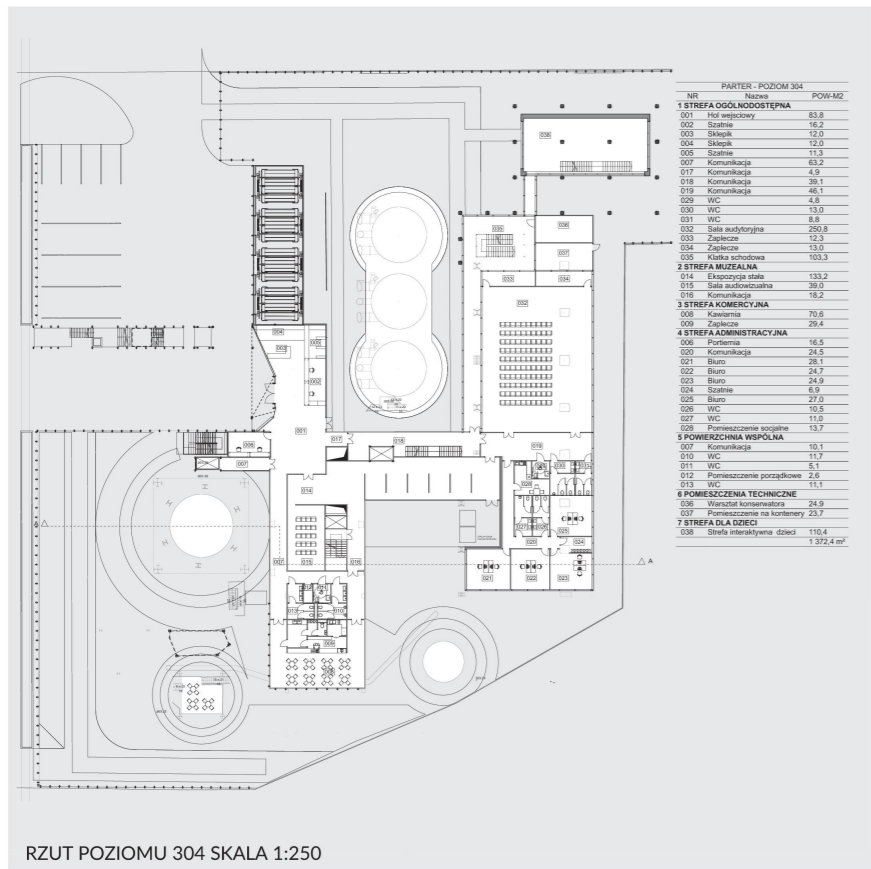 PARTER - POZIOM 304
NR Nazwa POW-M2
1 STREFA OGÓLNODOSTĘPNA
001 Hol wejsciowy 83,8
002 Szatnie 16,2
003 Sklepik 12,0
004 Sklepik 12,0
005 Szatnie 11,3
007 Komunikacja 63,2
017 Komunikacja 4,9
018 Komunikacja 39,1
019 Komunikacja 46,1
029 WC 4,8
030 WC 13,0
031 WC 8,8
032 Sala audytoryjna 250,8
033 Zaplecze 12,3
034 Zaplecze 13,0
035 Klatka schodowa 103,3
2 STREFA MUZEALNA
014 Ekspozycja stała 133,2
015 Sala audiowizualna 39,0
016 Komunikacja 18,2
3 STREFA KOMERCYJNA
008 Kawiarnia 70,6
009 Zaplecze 29,4
4 STREFA ADMINISTRACYJNA
006 Portiernia 16,5
020 Komunikacja 24,5
021 Biuro 28,1
022 Biuro 24,7
023 Biuro 24,9
024 Szatnie 6,9
025 Biuro 27,0
026 WC 10,5
027 WC 11,0
028 Pomieszczenie socjalne 13,7
5 POWIERZCHNIA WSPÓLNA
007 Komunikacja 10,1
010 WC 11,7
011 WC 5,1
012 Pomieszczenie porządkowe 2,6
013 WC 11,1
6 POMIESZCZENIA TECHNICZNE
036 Warsztat konserwatora 24,9
037 Pomieszczenie na kontenery 23,7
7 STREFA DLA DZIECI
038 Strefa interaktywna dzieci 110,4
1 372,4 m²
038
035
036
037
033
034
032
004
005
003
002
001
017
018
019
006
007
014
030
028
027
026
025
020
024
007
015
016
021
022
023
A
012
011
013
010
009
008
RZUT POZIOMU 304 SKALA 1:250